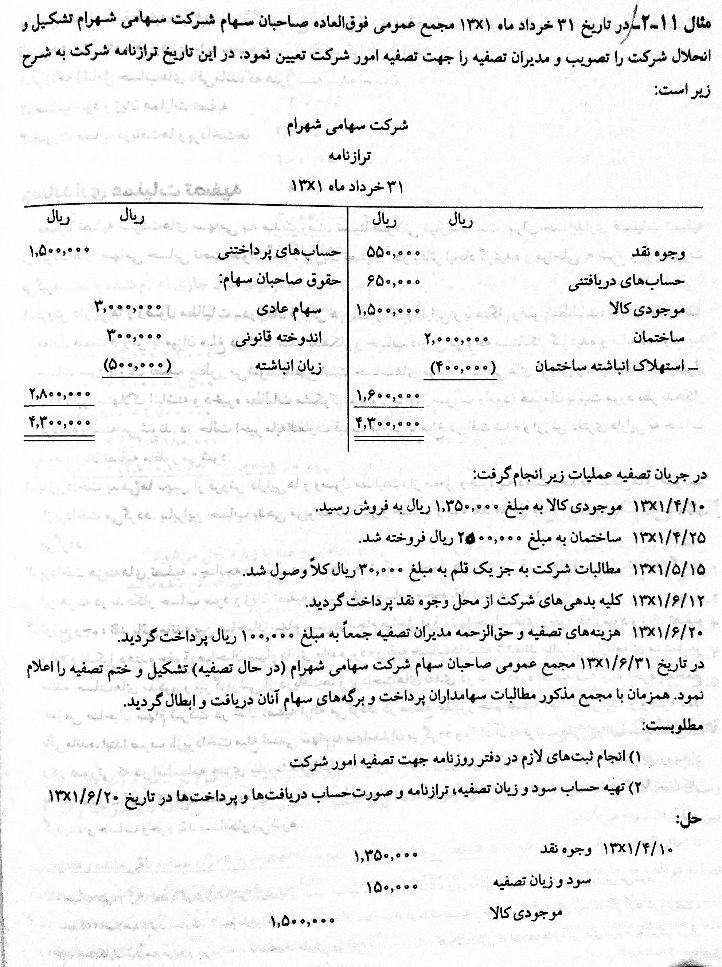 مثال ۱۱-۲- در تاریخ ۳۱ خرداد ماه ۱۳X۱ مجمع عمومی فوق‌العاده صاحبان سهام شرکت سهامی شهرام تشکیل و
انحلال شرکت را تصویب و مدیران تصفیه را جهت تصفیه امور شرکت تعیین نمود. در این تاریخ ترازنامه شرکت به شرح
زیر است:
شرکت سهامی شهرام
ترازنامه
۳۱ خرداد ماه ۱۳X۱
ریال ریال ریال ریال
وجوه نقد ۵۵۰,۰۰۰ حساب‌های پرداختنی ۱,۵۰۰,۰۰۰
حساب‌های دریافتنی ۶۵۰,۰۰۰ حقوق صاحبان سهام:
موجودی کالا ۱,۵۰۰,۰۰۰ سهام عادی ۳,۰۰۰,۰۰۰
ساختمان ۲,۰۰۰,۰۰۰ اندوخته قانونی ۳۰۰,۰۰۰
ـ استهلاک انباشته ساختمان (۴۰۰,۰۰۰) زیان انباشته (۵۰۰,۰۰۰)
۱,۶۰۰,۰۰۰ ۲,۸۰۰,۰۰۰
۴,۳۰۰,۰۰۰ ۴,۳۰۰,۰۰۰
در جریان تصفیه عملیات زیر انجام گرفت:
۱۳X۱/۴/۱۰ موجودی کالا به مبلغ ۱,۳۵۰,۰۰۰ ریال به فروش رسید.
۱۳X۱/۴/۲۵ ساختمان به مبلغ ۲۵۰۰,۰۰۰ ریال فروخته شد.
۱۳X۱/۵/۱۵ مطالبات شرکت به جز یک قلم به مبلغ ۳۰,۰۰۰ ریال کلاً وصول شد.
۱۳X۱/۶/۱۲ کلیه بدهی‌های شرکت از محل وجوه نقد پرداخت گردید.
۱۳X۱/۶/۲۰ هزینه‌های تصفیه و حق‌الزحمه مدیران تصفیه جمعاً به مبلغ ۱۰۰,۰۰۰ ریال پرداخت گردید.
در تاریخ ۱۳X۱/۶/۳۱ مجمع عمومی صاحبان سهام شرکت سهامی شهرام (در حال تصفیه) تشکیل و ختم تصفیه را اعلام
نمود. همزمان با مجمع مذکور مطالبات سهامداران پرداخت و برگه‌های سهام آنان دریافت و ابطال گردید.
مطلوبست:
۱) انجام ثبت‌های لازم در دفتر روزنامه جهت تصفیه امور شرکت
۲) تهیه حساب سود و زیان تصفیه، ترازنامه و صورت‌حساب دریافت‌ها و پرداخت‌ها در تاریخ ۱۳X۱/۶/۲۰
حل:
۱۳X۱/۴/۱۰ وجوه نقد ۱,۳۵۰,۰۰۰
سود و زیان تصفیه ۱۵۰,۰۰۰
موجودی کالا ۱,۵۰۰,۰۰۰